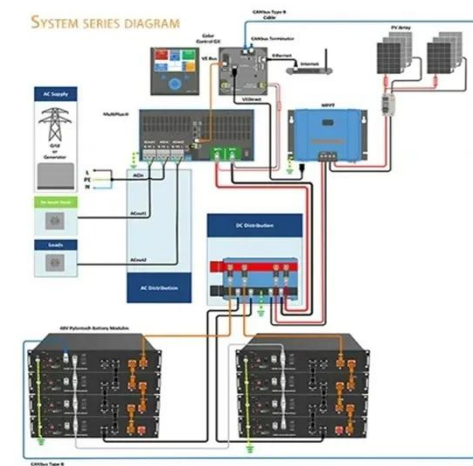 SYSTEM SERIES DIAGRAM
CANbus Type B
Cable
Color
Control GX
CANbus Terminator
PV Array
VE.Bus
Ethernet
Internet
AC Supply
VE.Direct
MultiPlus-II
MPPT
Grid
or
Generator
L
PE
N
ACin
ACout1
Loads
DC Distribution
ACout2
AC Distribution
48V Pylontech Battery Modules
CANbus Type B